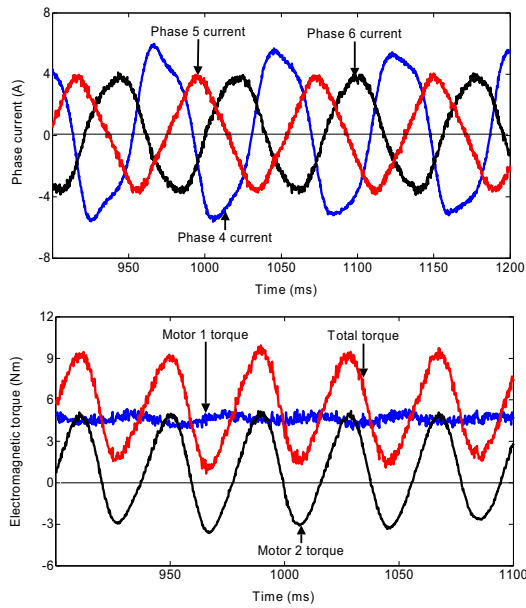 8
Phase 5 current
Phase 6 current
4
0
-4
Phase 4 current
-8
950
1000
1050
1100
1150
1200
Phase current (A)
Time (ms)
12
Motor 1 torque
Total torque
9
6
3
0
-3
Motor 2 torque
-6
950
1000
1050
1100
Electromagnetic torque (Nm)
Time (ms)